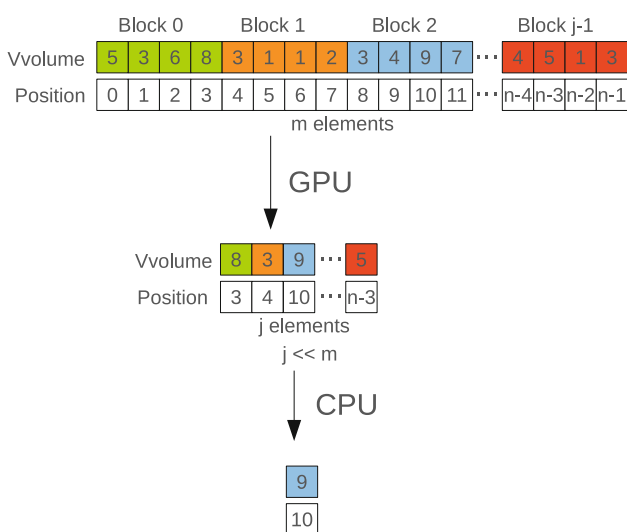 Block 0 Block 1 Block 2 Block j-1
Vvolume 5 3 6 8 3 1 1 2 3 4 9 7 ··· 4 5 1 3
Position 0 1 2 3 4 5 6 7 8 9 10 11 ··· n-4 n-3 n-2 n-1
m elements
GPU
Vvolume 8 3 9 ··· 5
Position 3 4 10 ··· n-3
j elements
j << m
CPU
9
10